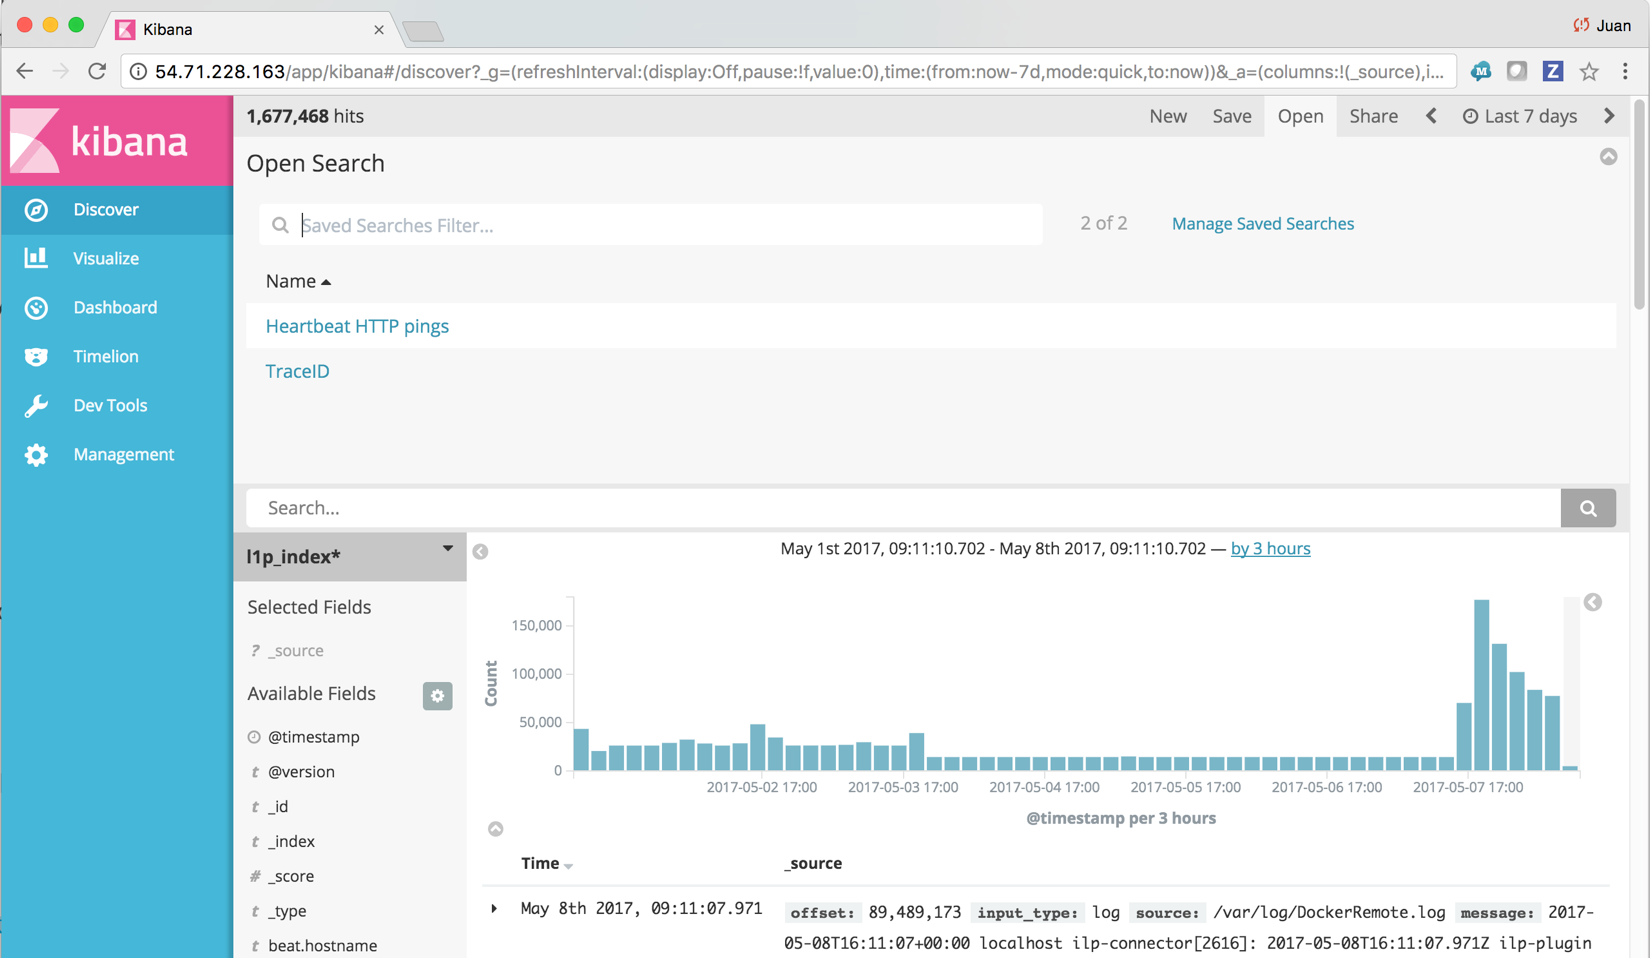 Kibana
Juan
54.71.228.163/app/kibana#/discover?_g=(refreshInterval:(display:Off,pause:!f,value:0),time:(from:now-7d,mode:quick,to:now))&_a=(columns:!(_source),i...
M
Z
kibana
1,677,468 hits
New Save Open Share Last 7 days
Open Search
Discover
Saved Searches Filter...
2 of 2
Manage Saved Searches
Visualize
Name
Dashboard
Heartbeat HTTP pings
Timelion
TraceID
Dev Tools
Management
Search...
l1p_index*
May 1st 2017, 09:11:10.702 - May 8th 2017, 09:11:10.702 — by 3 hours
Selected Fields
? _source
Available Fields
@timestamp
t @version
t _id
t _index
# _score
t _type
t beat.hostname
Count
150,000
100,000
50,000
0
2017-05-02 17:00 2017-05-03 17:00 2017-05-04 17:00 2017-05-05 17:00 2017-05-06 17:00 2017-05-07 17:00
@timestamp per 3 hours
Time _source
May 8th 2017, 09:11:07.971 offset: 89,489,173 input_type: log source: /var/log/DockerRemote.log message: 2017-
05-08T16:11:07+00:00 localhost ilp-connector[2616]: 2017-05-08T16:11:07.971Z ilp-plugin